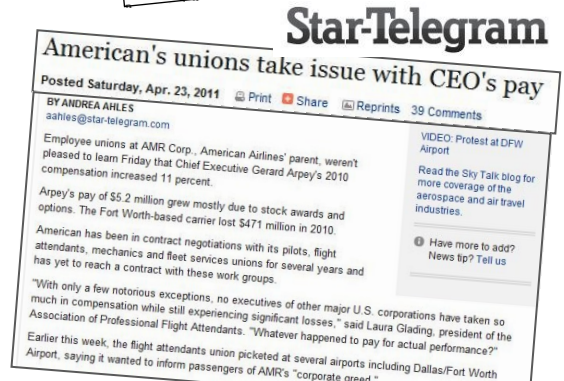 Star-Telegram
American's unions take issue with CEO's pay
Posted Saturday, Apr. 23, 2011 Print Share Reprints 39 Comments
BY ANDREA AHLES
aahles@star-telegram.com
Employee unions at AMR Corp., American Airlines' parent, weren't
pleased to learn Friday that Chief Executive Gerard Arpey's 2010
compensation increased 11 percent.
Arpey's pay of $5.2 million grew mostly due to stock awards and
options. The Fort Worth-based carrier lost $471 million in 2010.
American has been in contract negotiations with its pilots, flight
attendants, mechanics and fleet services unions for several years and
has yet to reach a contract with these work groups.
"With only a few notorious exceptions, no executives of other major U.S. corporations have taken so
much in compensation while still experiencing significant losses," said Laura Glading, president of the
Association of Professional Flight Attendants. "Whatever happened to pay for actual performance?"
Earlier this week, the flight attendants union picketed at several airports including Dallas/Fort Worth
Airport, saying it wanted to inform passengers of AMR's "corporate greed."
VIDEO: Protest at DFW
Airport
Read the Sky Talk blog for
more coverage of the
aerospace and air travel
industries.
Have more to add?
News tip? Tell us